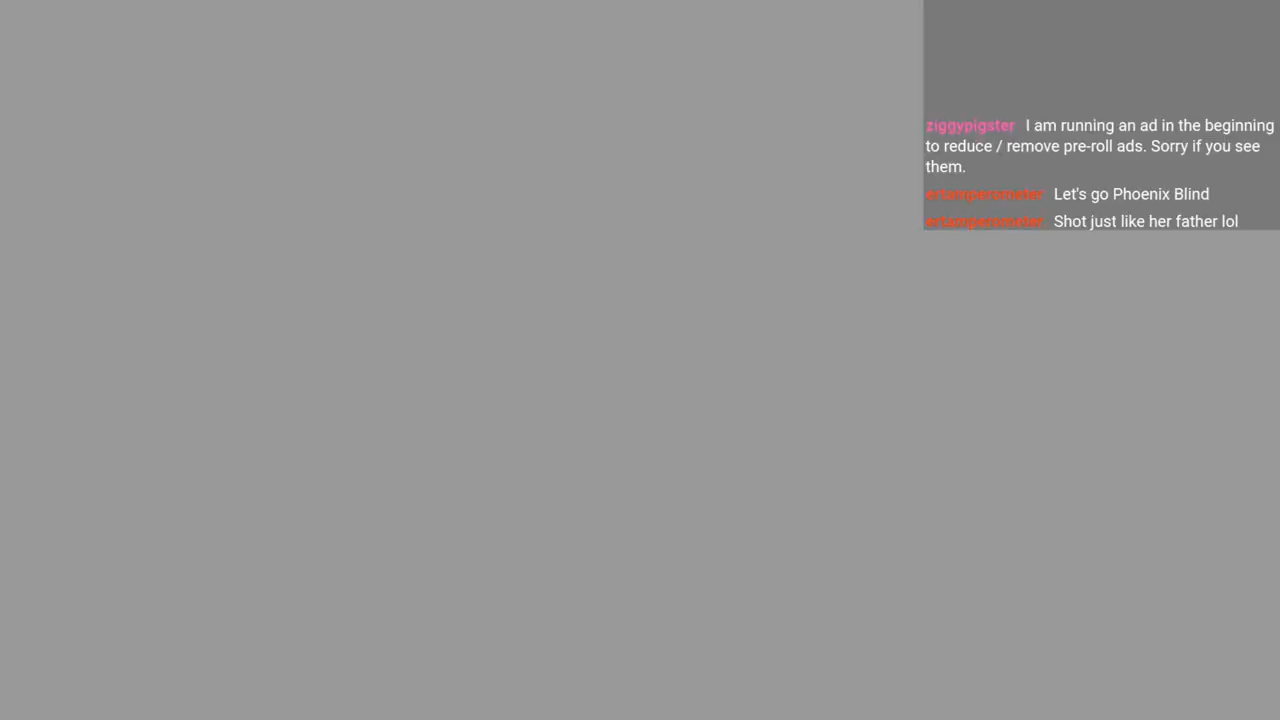 ziggypigster I am running an ad in the beginning
to reduce / remove pre-roll ads. Sorry if you see
them.
Let's go Phoenix Blind
Shot just like her father lol